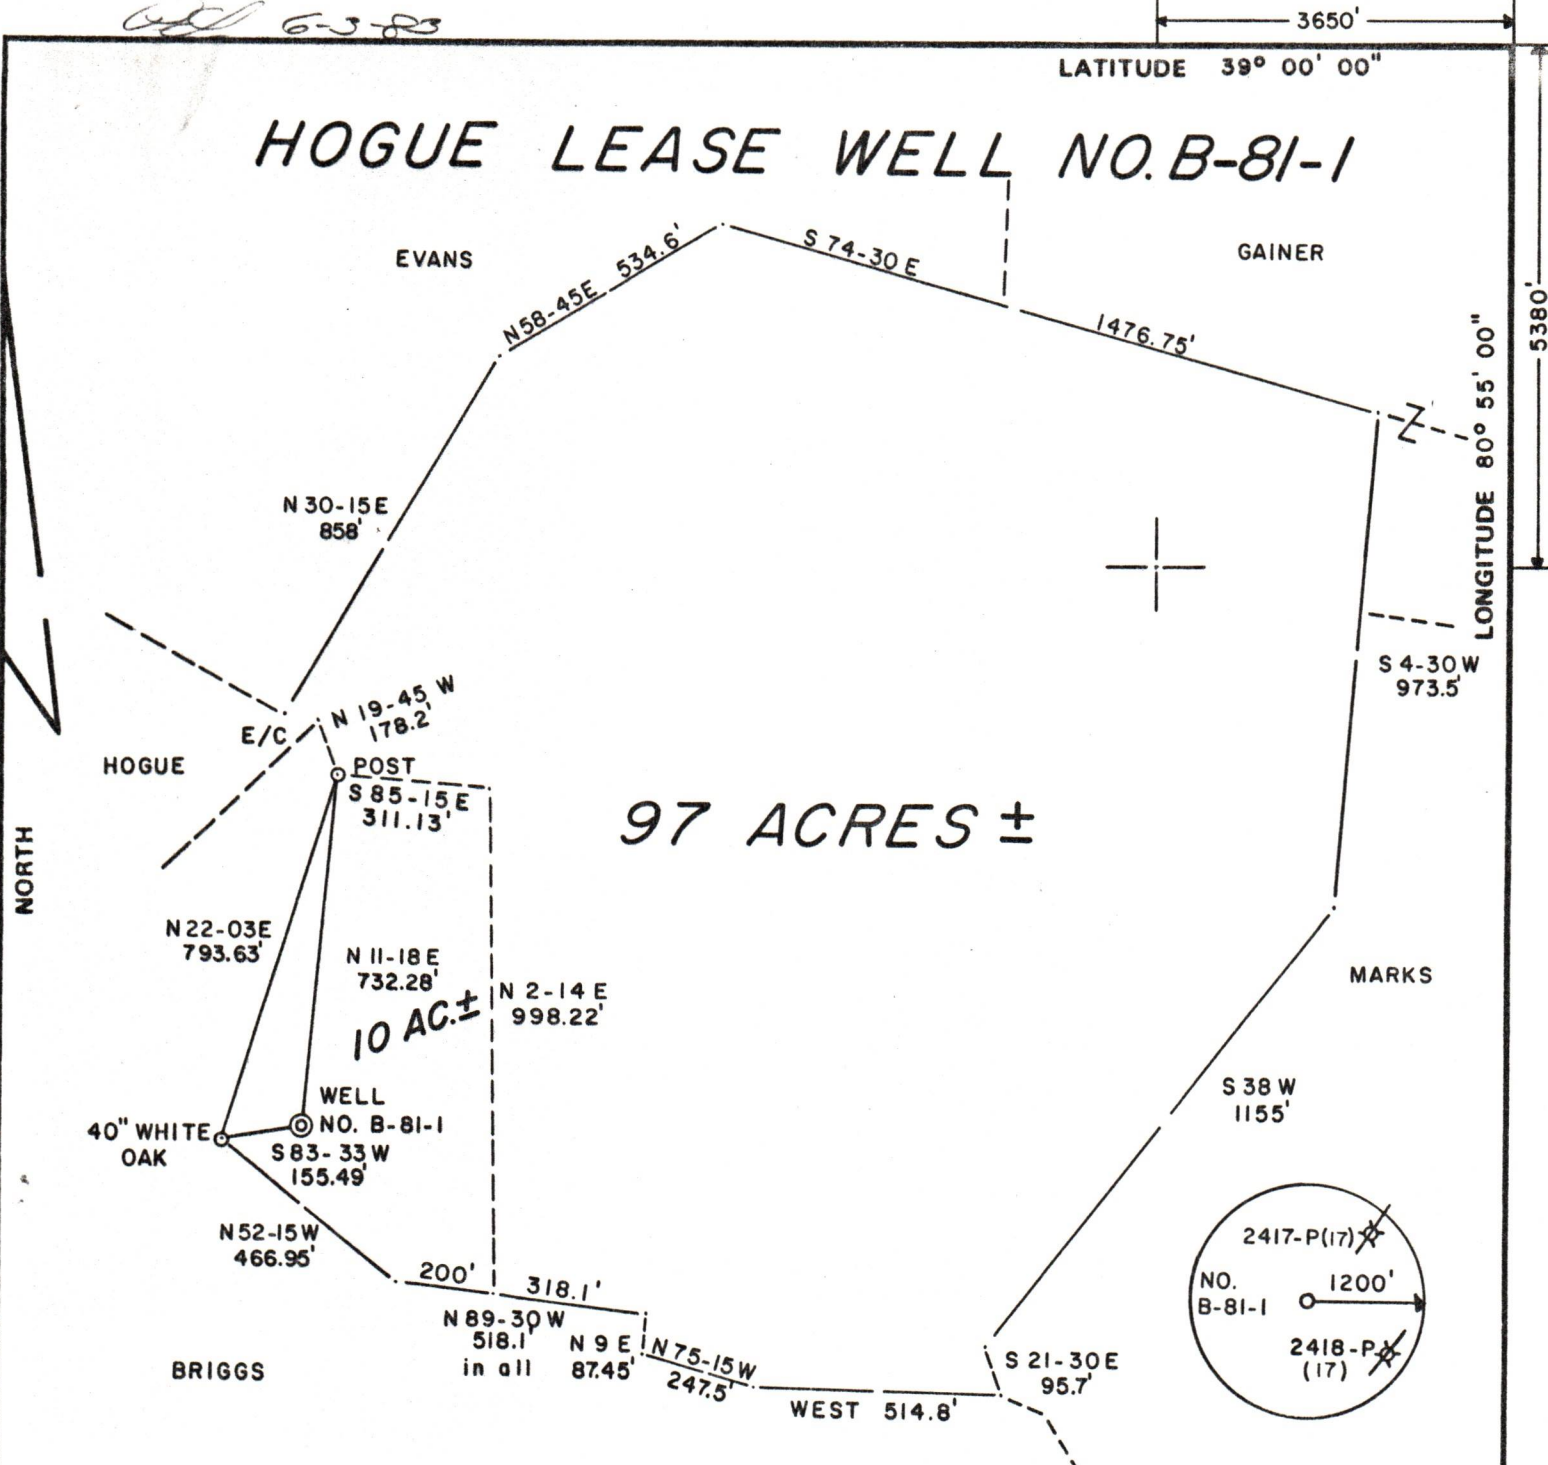 6-3-83
3650'
LATITUDE 39° 00' 00"
HOGUE LEASE WELL NO. B-81-1
EVANS
N 58-45 E 534.6'
S 74-30 E
1476.75'
GAINER
5380'
LONGITUDE 80° 55' 00"
N 30-15 E
858'
S 4-30 W
973.5'
E/C
N 19-45 W
178.2'
HOGUE
POST
S 85-15 E
311.13'
97 ACRES ±
NORTH
N 22-03 E
793.63'
N 11-18 E
732.28'
10 AC.±
N 2-14 E
998.22'
MARKS
S 38 W
1155'
WELL
NO. B-81-1
40" WHITE
OAK
S 83-33 W
155.49'
N 52-15 W
466.95'
200'
318.1'
N 89-30 W
518.1'
in all
N 9 E
87.45'
N 75-15 W
247.5'
WEST 514.8'
S 21-30 E
95.7'
BRIGGS
2417-P(17)
NO.
B-81-1
1200'
2418-P
(17)